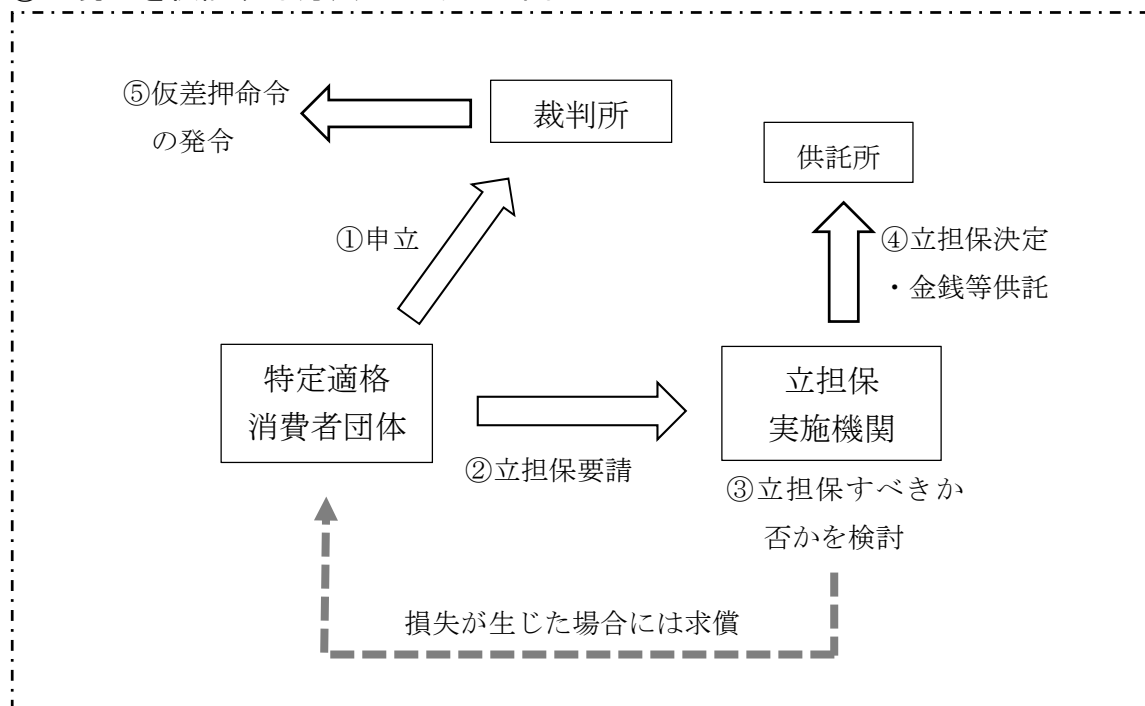 ⑤仮差押命令
の発令
裁判所
供託所
①申立
④立担保決定
・金銭等供託
特定適格
消費者団体
立担保
実施機関
②立担保要請
③立担保すべきか
否かを検討
損失が生じた場合には求償